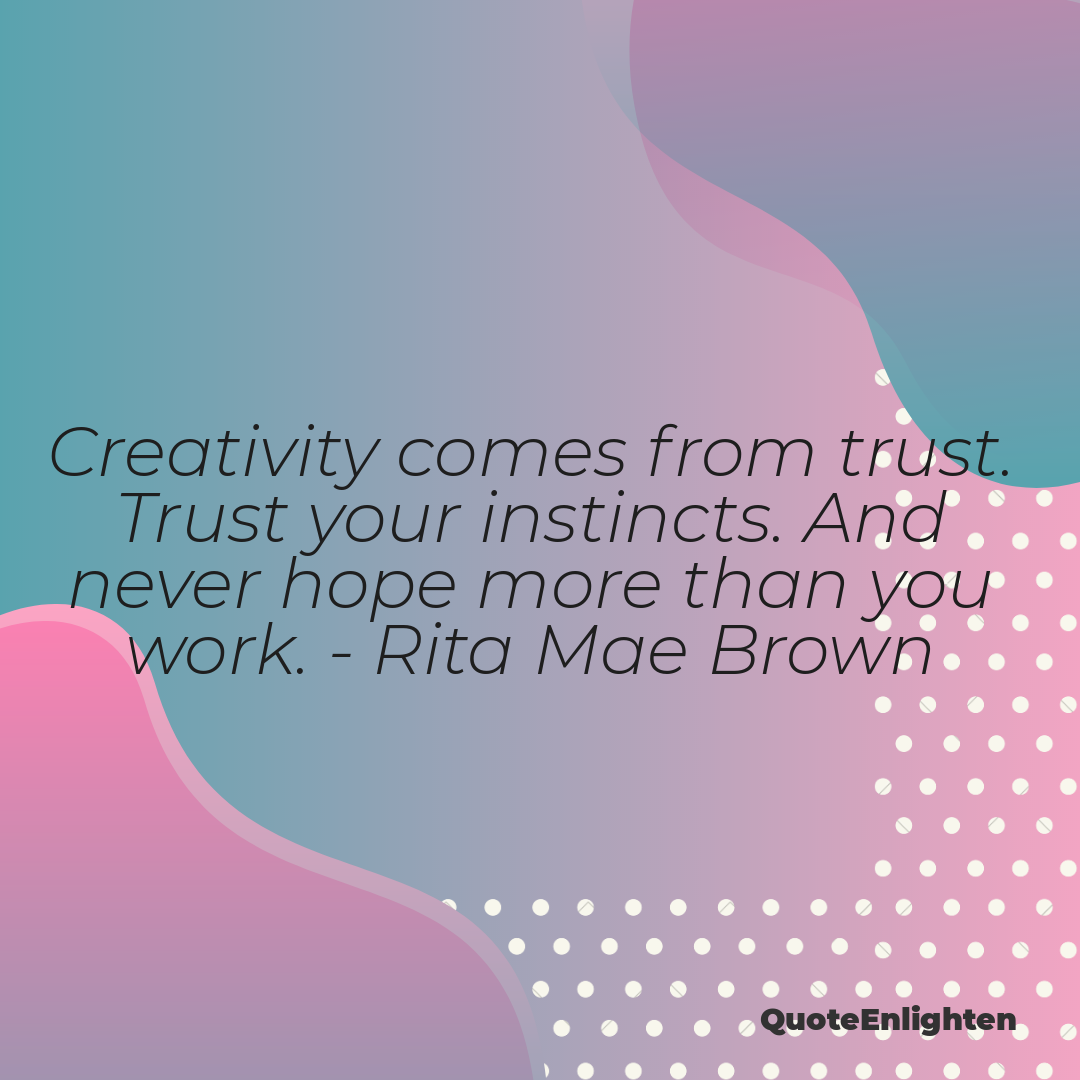 Creativity comes from trust.
Trust your instincts. And
never hope more than you
work. - Rita Mae Brown
QuoteEnlighten